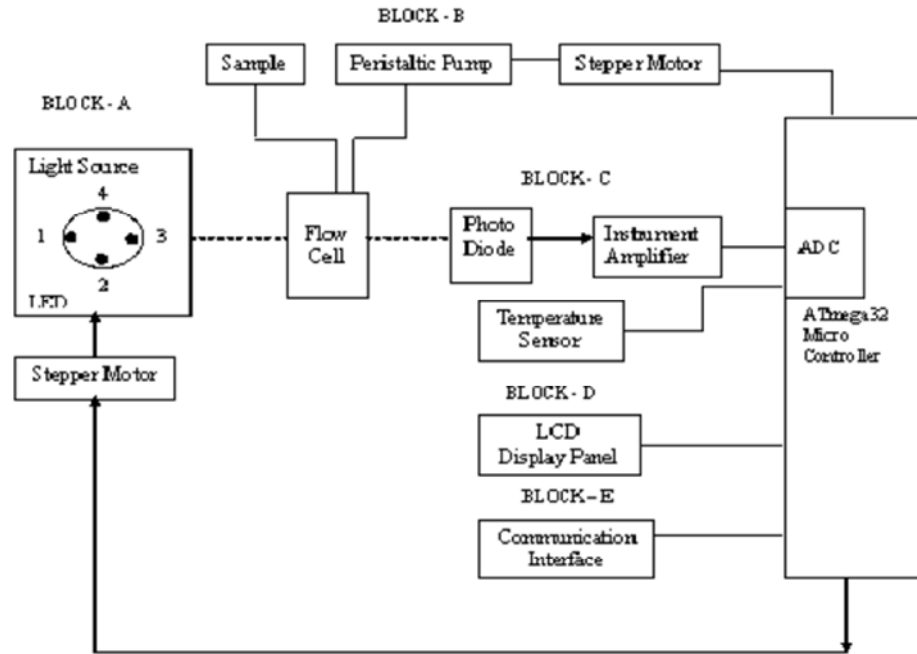 BLOCK - B
Sample
Peristaltic Pump
Stepper Motor
BLOCK - A
Light Source
4
1
3
2
LED
Flow
Cell
BLOCK - C
Photo
Diode
Instrument
Amplifier
ADC
Temperature
Sensor
ATmega32
Micro
Controller
Stepper Motor
BLOCK - D
LCD
Display Panel
BLOCK - E
Communication
Interface